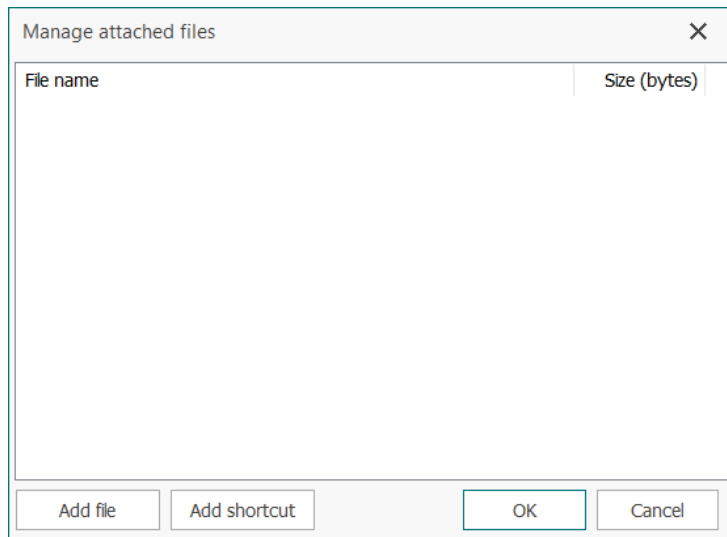 Manage attached files
File name Size (bytes)
Add file Add shortcut OK Cancel